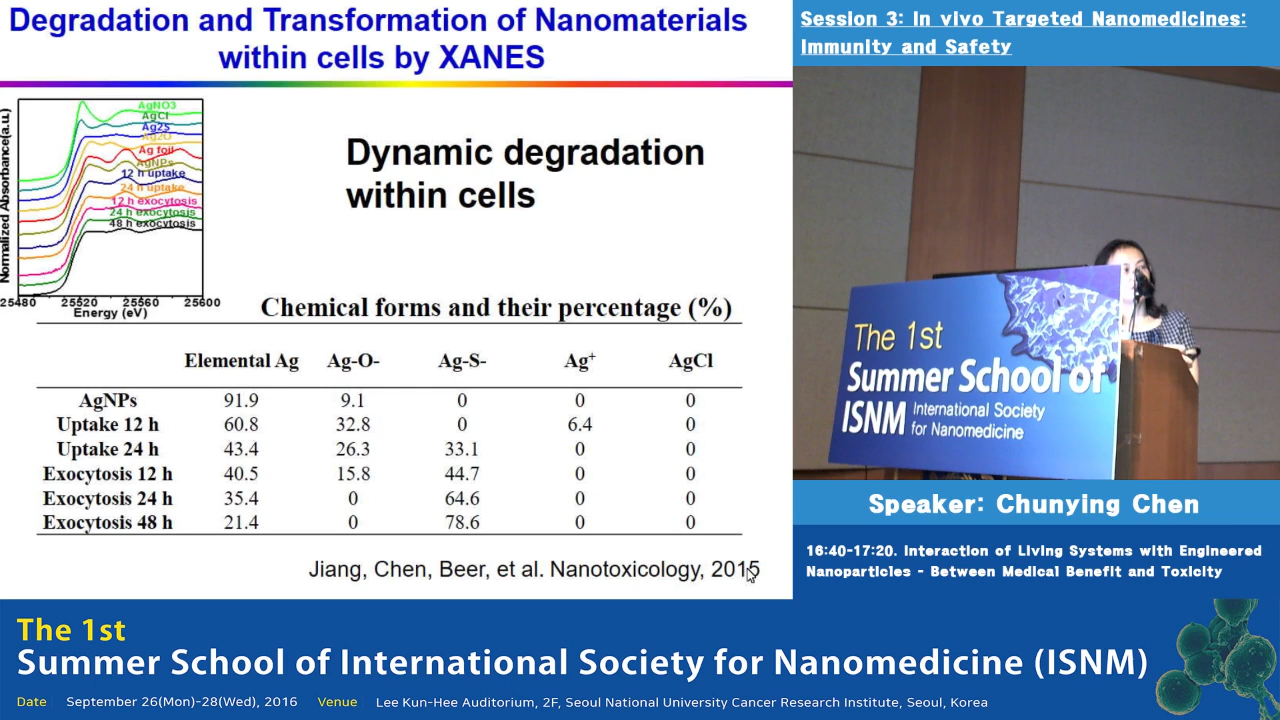 Degradation and Transformation of Nanomaterials
within cells by XANES
Normalized Absorbance(a.u.)
AgNO3
AgCl
Ag2S
Ag2O
Ag foil
AgNPs
12 h uptake
24 h uptake
12 h exocytosis
24 h exocytosis
48 h exocytosis
25480 25520 25560 25600
Energy (eV)
Dynamic degradation
within cells
Chemical forms and their percentage (%)
Elemental Ag Ag-O- Ag-S- Ag⁺ AgCl
AgNPs 91.9 9.1 0 0 0
Uptake 12 h 60.8 32.8 0 6.4 0
Uptake 24 h 43.4 26.3 33.1 0 0
Exocytosis 12 h 40.5 15.8 44.7 0 0
Exocytosis 24 h 35.4 0 64.6 0 0
Exocytosis 48 h 21.4 0 78.6 0 0
Jiang, Chen, Beer, et al. Nanotoxicology, 2015
Session 3: In vivo Targeted Nanomedicines:
Immunity and Safety
The 1st
Summer School of
ISNM International Society
for Nanomedicine
Speaker: Chunying Chen
16:40-17:20. Interaction of Living Systems with Engineered
Nanoparticles - Between Medical Benefit and Toxicity
The 1st
Summer School of International Society for Nanomedicine (ISNM)
Date September 26(Mon)-28(Wed), 2016 Venue Lee Kun-Hee Auditorium, 2F, Seoul National University Cancer Research Institute, Seoul, Korea